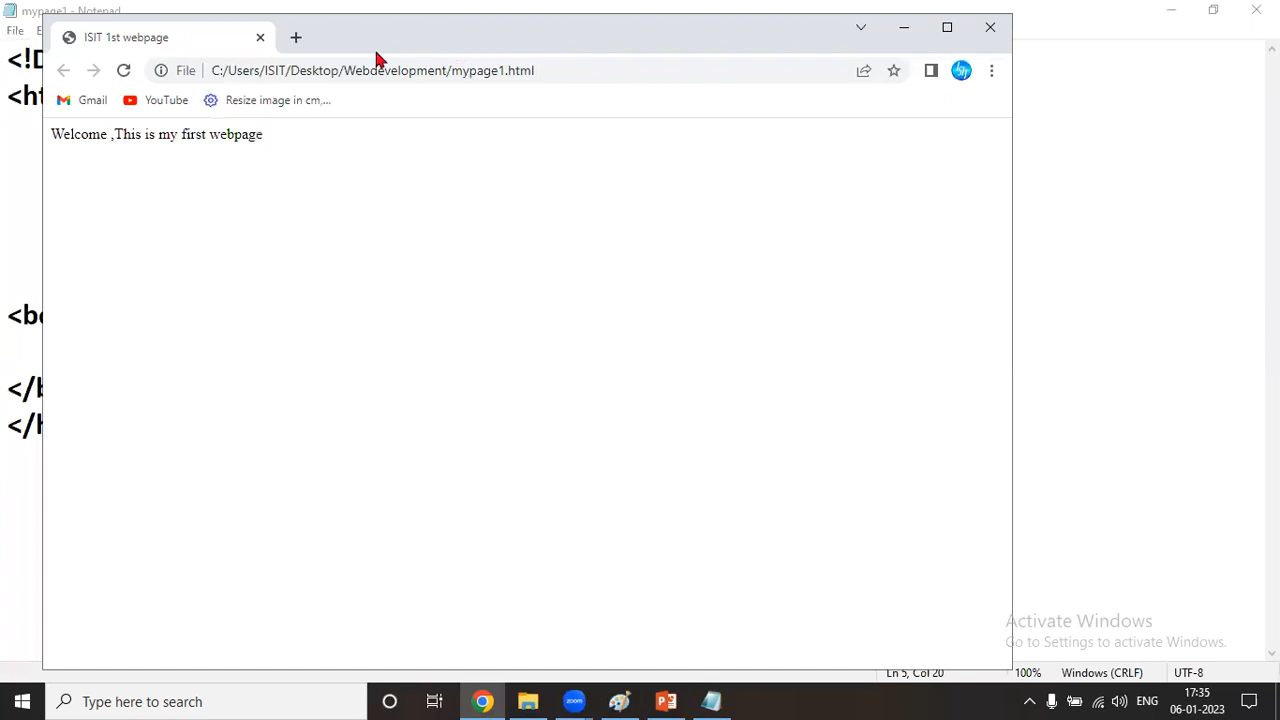 mypage1 - Notepad
File
ISIT 1st webpage
<!D
File C:/Users/ISIT/Desktop/Webdevelopment/mypage1.html
<ht
Gmail YouTube Resize image in cm,...
Welcome ,This is my first webpage
<bo
</b
</h
Activate Windows
Go to Settings to activate Windows.
Ln 5, Col 20 100% Windows (CRLF) UTF-8
Type here to search
zoom
ENG
17:35
06-01-2023